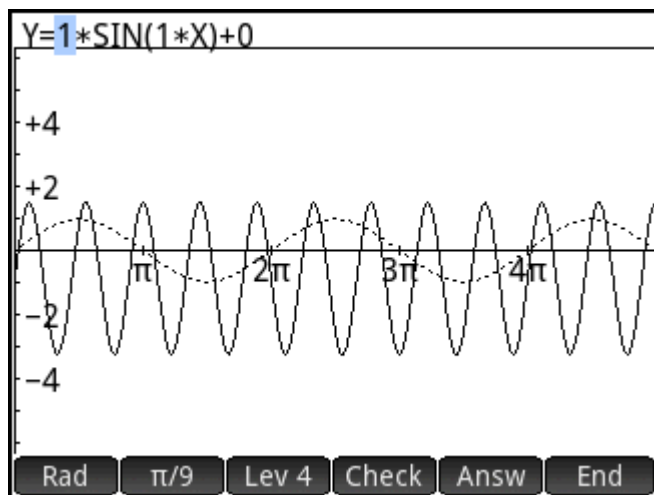 Y=1*SIN(1*X)+0
+4
+2
π 2π 3π 4π
−2
−4
Rad π/9 Lev 4 Check Answ End